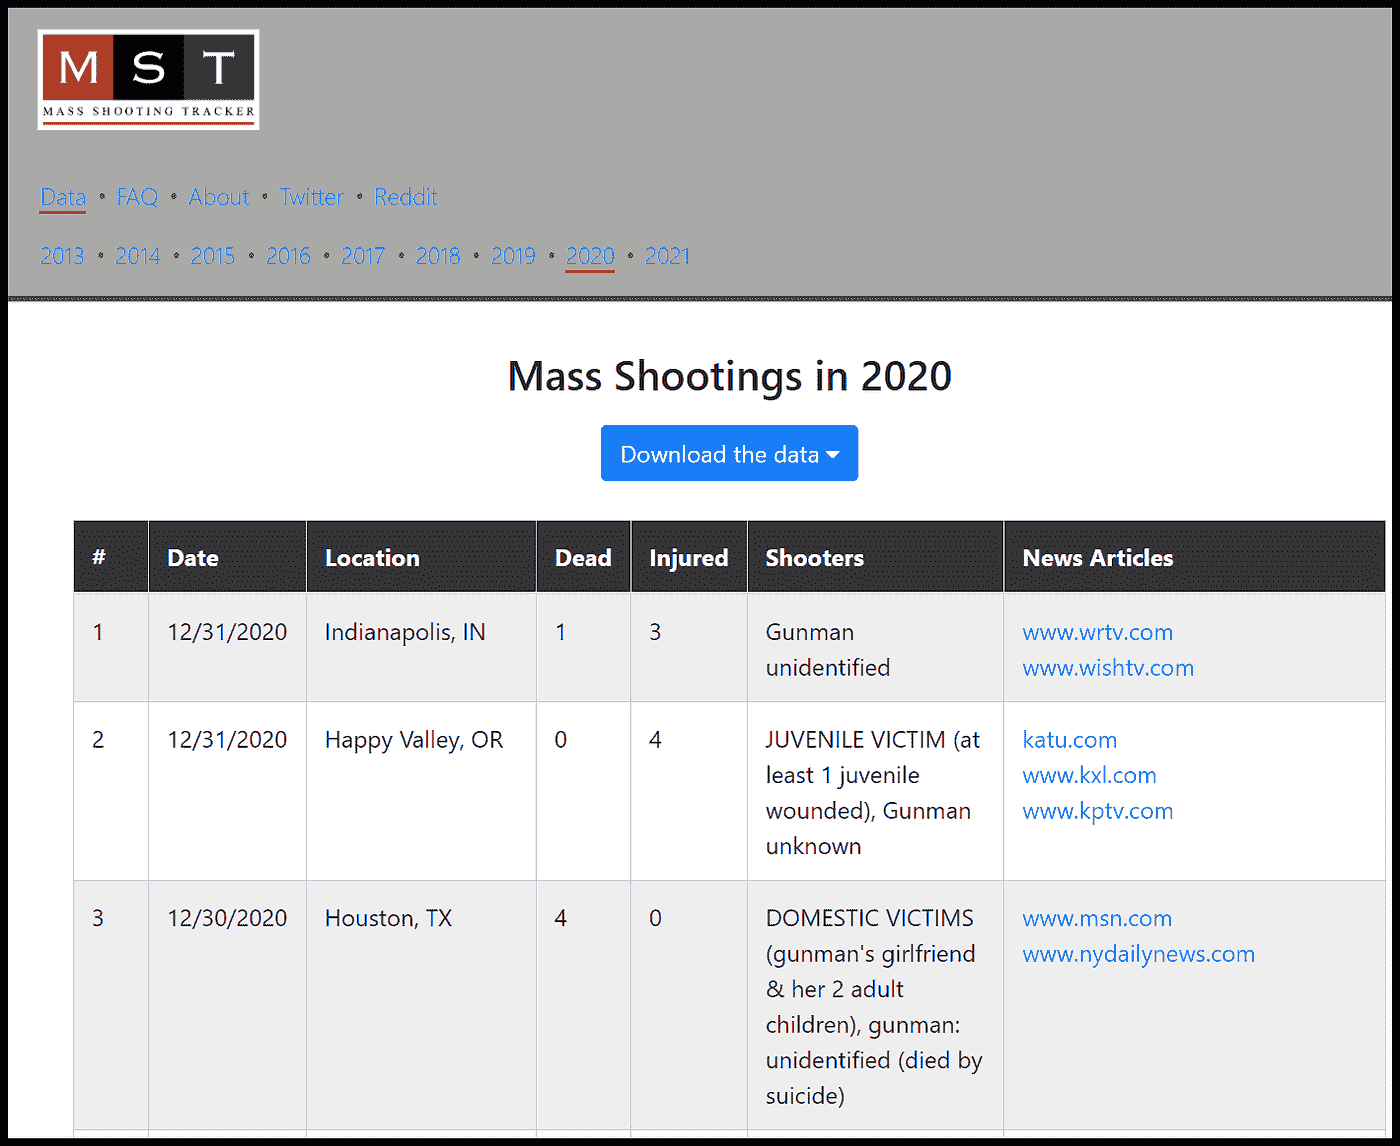 M S T
MASS SHOOTING TRACKER
Data • FAQ • About • Twitter • Reddit
2013 • 2014 • 2015 • 2016 • 2017 • 2018 • 2019 • 2020 • 2021
Mass Shootings in 2020
Download the data
# Date Location Dead Injured Shooters News Articles
1 12/31/2020 Indianapolis, IN 1 3 Gunman www.wrtv.com
unidentified www.wishtv.com
2 12/31/2020 Happy Valley, OR 0 4 JUVENILE VICTIM (at katu.com
least 1 juvenile www.kxl.com
wounded), Gunman www.kptv.com
unknown
3 12/30/2020 Houston, TX 4 0 DOMESTIC VICTIMS www.msn.com
(gunman's girlfriend www.nydailynews.com
& her 2 adult
children), gunman:
unidentified (died by
suicide)